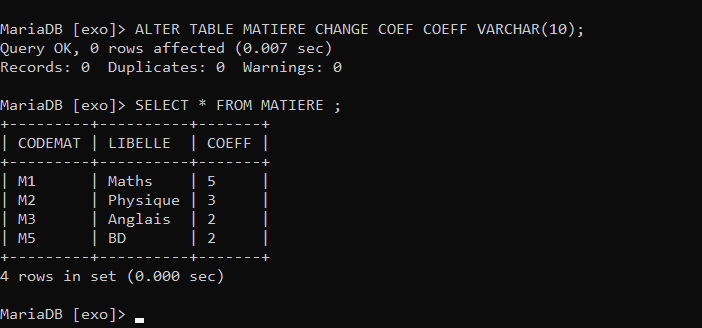 MariaDB [exo]> ALTER TABLE MATIERE CHANGE COEF COEFF VARCHAR(10);
Query OK, 0 rows affected (0.007 sec)
Records: 0  Duplicates: 0  Warnings: 0
MariaDB [exo]> SELECT * FROM MATIERE ;
+---------+----------+-------+
| CODEMAT | LIBELLE  | COEFF |
+---------+----------+-------+
| M1      | Maths    | 5     |
| M2      | Physique | 3     |
| M3      | Anglais  | 2     |
| M5      | BD       | 2     |
+---------+----------+-------+
4 rows in set (0.000 sec)
MariaDB [exo]>